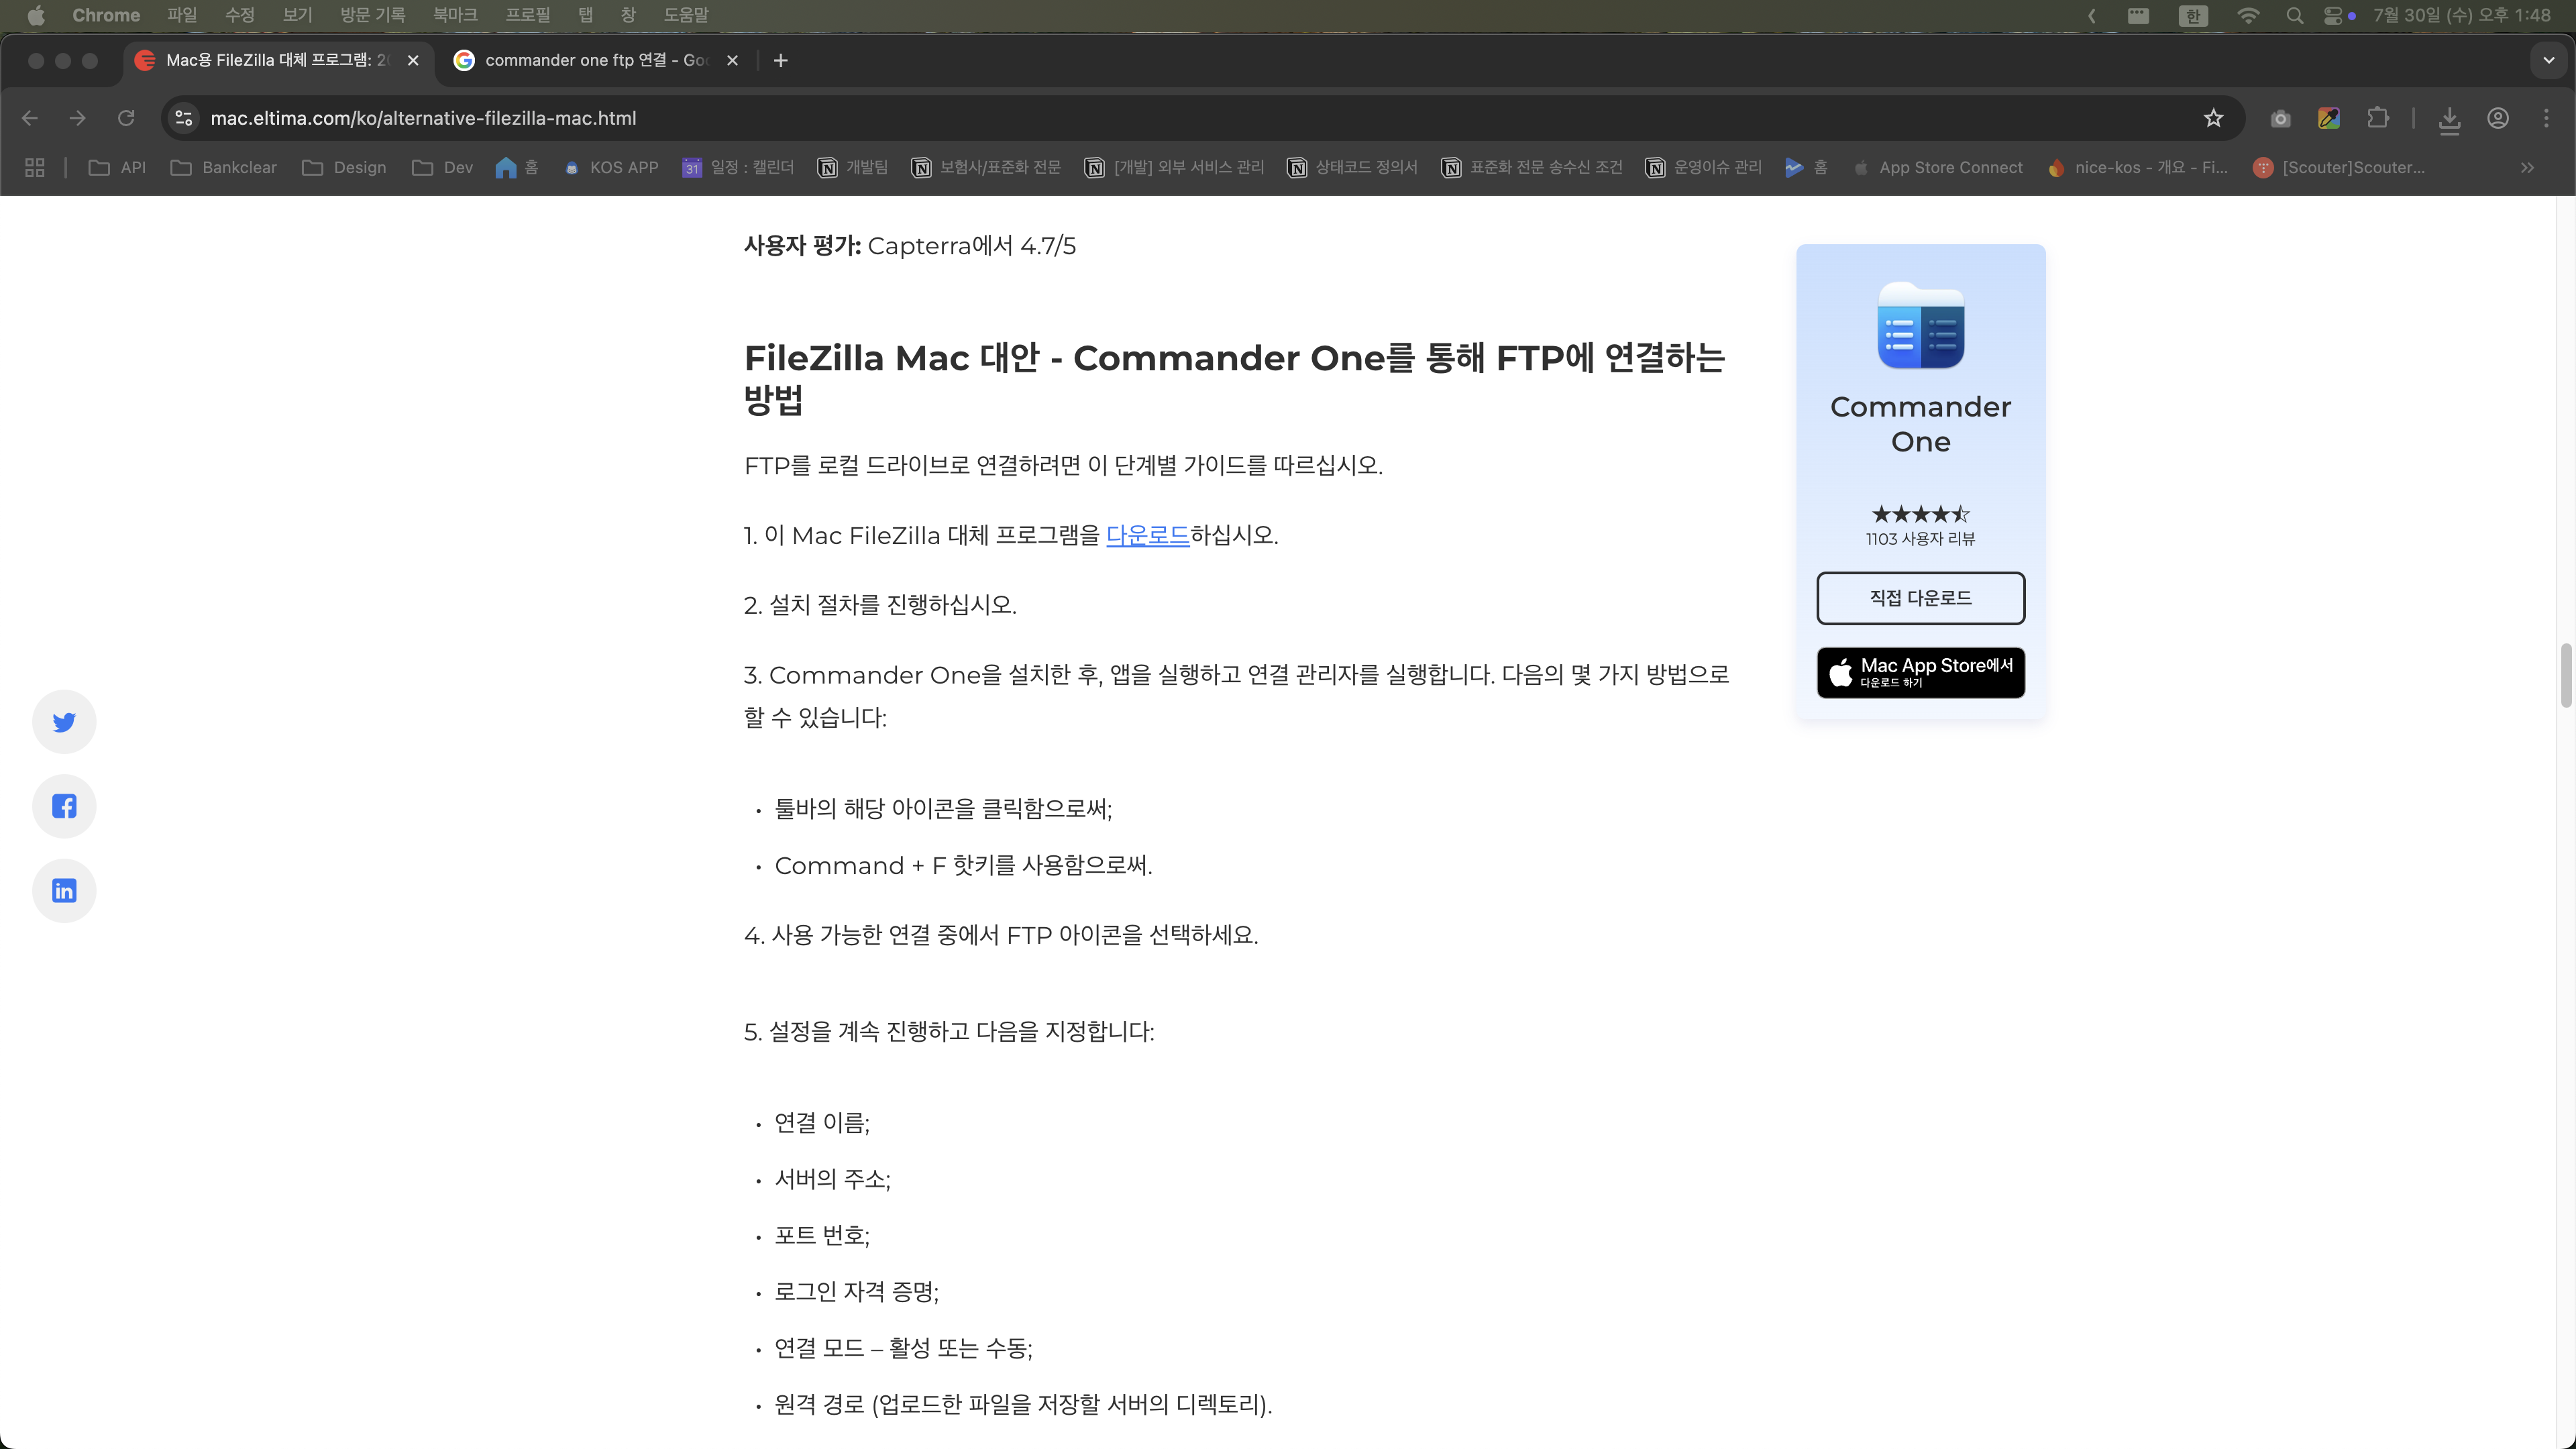 Chrome 파일 수정 보기 방문 기록 북마크 프로필 탭 창 도움말 한 7월 30일 (수) 오후 1:48
Mac용 FileZilla 대체 프로그램: 20 commander one ftp 연결 - Goo
mac.eltima.com/ko/alternative-filezilla-mac.html
API Bankclear Design Dev 홈 KOS APP 31 일정 : 캘린더 개발팀 보험사/표준화 전문 [개발] 외부 서비스 관리 상태코드 정의서 표준화 전문 송수신 조건 운영이슈 관리 홈 App Store Connect nice-kos - 개요 - Fi... [Scouter]Scouter...
사용자 평가: Capterra에서 4.7/5
FileZilla Mac 대안 - Commander One를 통해 FTP에 연결하는
방법
FTP를 로컬 드라이브로 연결하려면 이 단계별 가이드를 따르십시오.
1. 이 Mac FileZilla 대체 프로그램을 다운로드하십시오.
2. 설치 절차를 진행하십시오.
3. Commander One을 설치한 후, 앱을 실행하고 연결 관리자를 실행합니다. 다음의 몇 가지 방법으로
할 수 있습니다:
• 툴바의 해당 아이콘을 클릭함으로써;
• Command + F 핫키를 사용함으로써.
4. 사용 가능한 연결 중에서 FTP 아이콘을 선택하세요.
5. 설정을 계속 진행하고 다음을 지정합니다:
• 연결 이름;
• 서버의 주소;
• 포트 번호;
• 로그인 자격 증명;
• 연결 모드 – 활성 또는 수동;
• 원격 경로 (업로드한 파일을 저장할 서버의 디렉토리).
Commander
One
1103 사용자 리뷰
직접 다운로드
Mac App Store에서
다운로드 하기